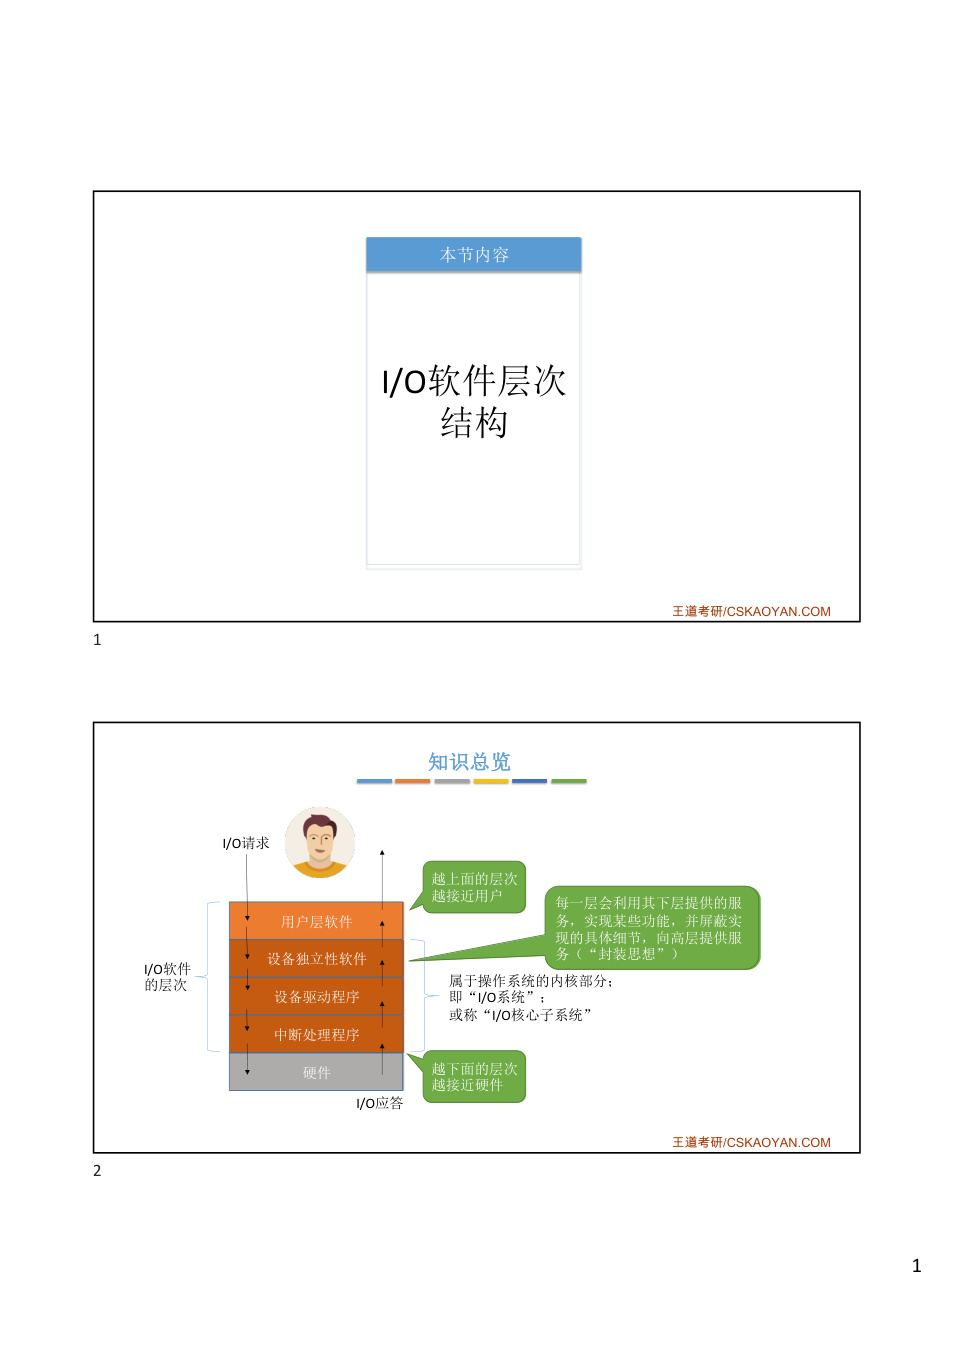 本节内容
I/O软件层次
结构
王道考研/CSKAOYAN.COM
1
知识总览
I/O请求
越上面的层次
越接近用户
每一层会利用其下层提供的服
务，实现某些功能，并屏蔽实
现的具体细节，向高层提供服
务（“封装思想”）
用户层软件
设备独立性软件
设备驱动程序
中断处理程序
硬件
I/O软件
的层次
属于操作系统的内核部分；
即“I/O系统”；
或称“I/O核心子系统”
越下面的层次
越接近硬件
I/O应答
王道考研/CSKAOYAN.COM
2
1